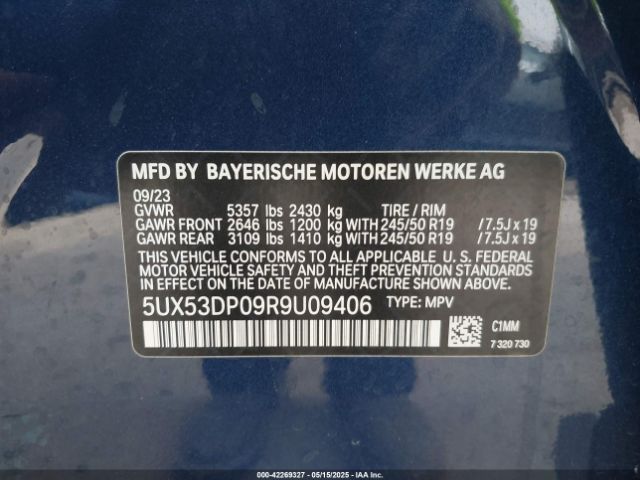 MFD BY BAYERISCHE MOTOREN WERKE AG
09/23
GVWR 5357 lbs 2430 kg TIRE / RIM
GAWR FRONT 2646 lbs 1200 kg WITH 245/50 R19 /7.5J x 19
GAWR REAR 3109 lbs 1410 kg WITH 245/50 R19 /7.5J x 19
THIS VEHICLE CONFORMS TO ALL APPLICABLE U. S. FEDERAL
MOTOR VEHICLE SAFETY, BUMPER, AND THEFT PREVENTION
STANDARDS IN EFFECT ON THE DATE OF MANUFACTURE SHOWN ABOVE.
5UX53DP09R9U09406 TYPE: MPV
C1MM
7 320 730
000-42269327 - 05/15/2025 - IAA Inc.